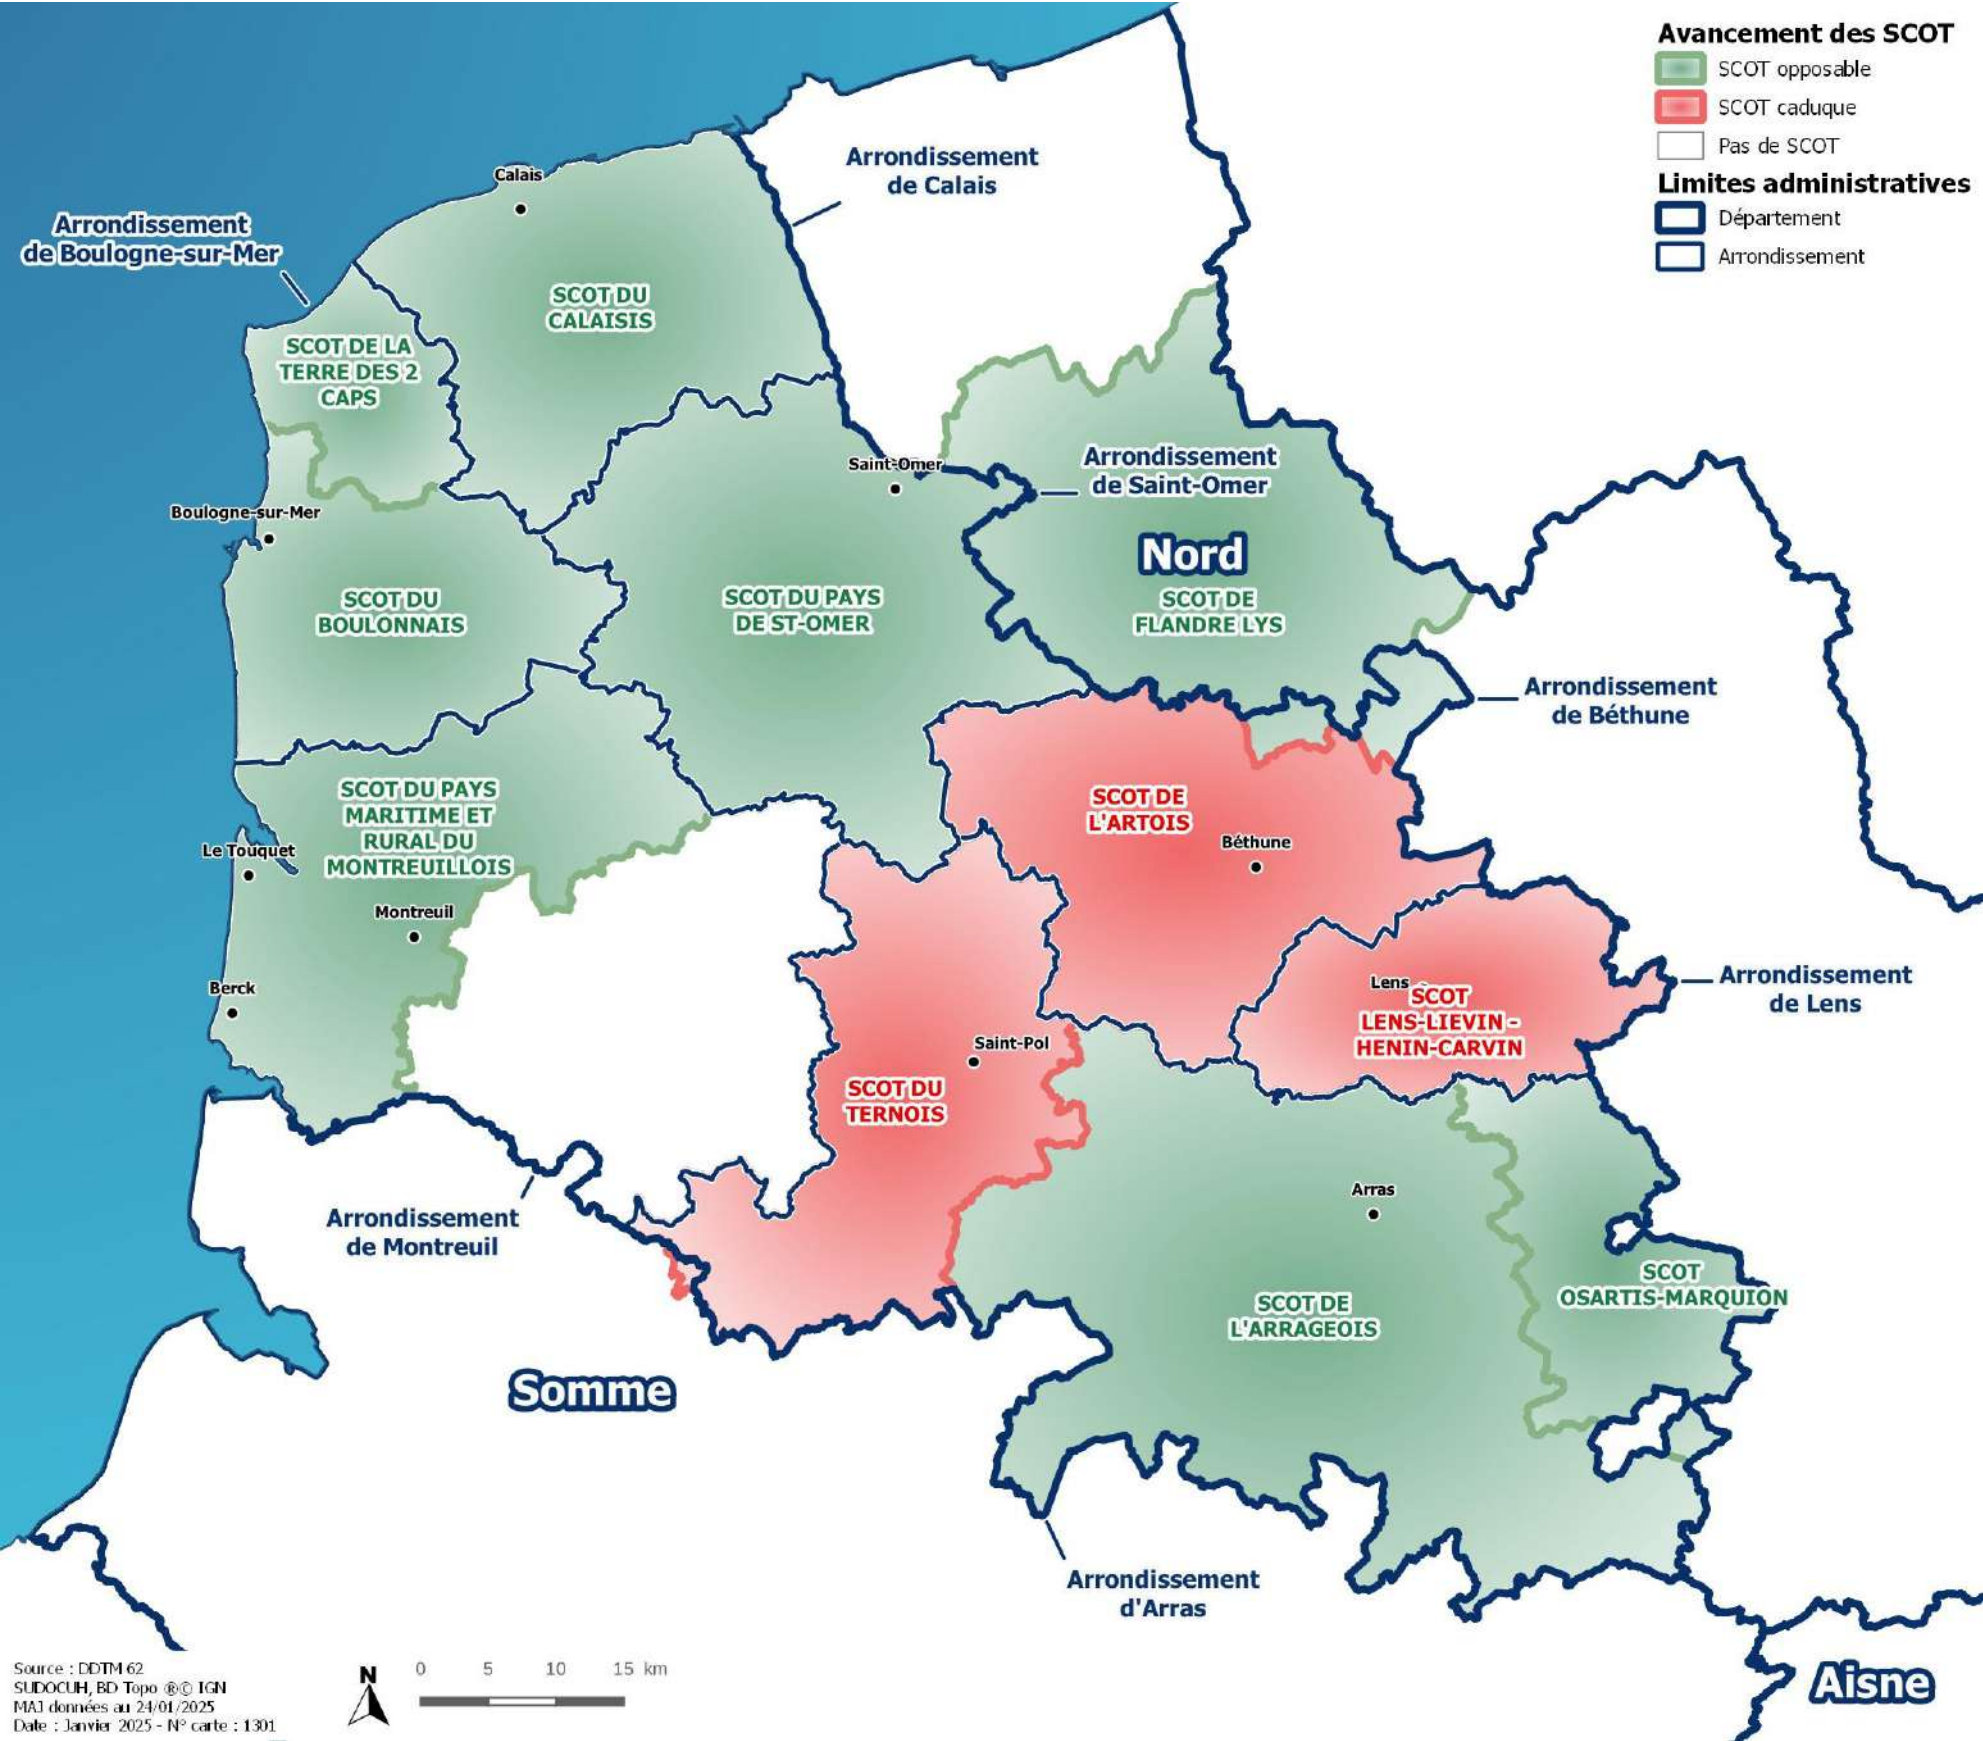 Avancement des SCOT
SCOT opposable
SCOT caduque
Pas de SCOT
Limites administratives
Département
Arrondissement
Arrondissement
de Calais
Calais
Arrondissement
de Boulogne-sur-Mer
SCOT DU
CALAISIS
SCOT DE LA
TERRE DES 2
CAPS
Saint-Omer
Arrondissement
de Saint-Omer
Boulogne-sur-Mer
Nord
SCOT DU
BOULONNAIS
SCOT DU PAYS
DE ST-OMER
SCOT DE
FLANDRE LYS
Arrondissement
de Béthune
SCOT DU PAYS
MARITIME ET
RURAL DU
MONTREUILLOIS
SCOT DE
L'ARTOIS
Béthune
Le Touquet
Montreuil
Berck
Lens
SCOT
LENS-LIEVIN -
HENIN-CARVIN
Arrondissement
de Lens
Saint-Pol
SCOT DU
TERNOIS
Arras
Arrondissement
de Montreuil
SCOT
OSARTIS-MARQUION
SCOT DE
L'ARRAGEOIS
Somme
Arrondissement
d'Arras
Aisne
Source : DDTM 62
SUDOCUH, BD Topo ®© IGN
MAJ données au 24/01/2025
Date : Janvier 2025 - N° carte : 1301
N
0 5 10 15 km